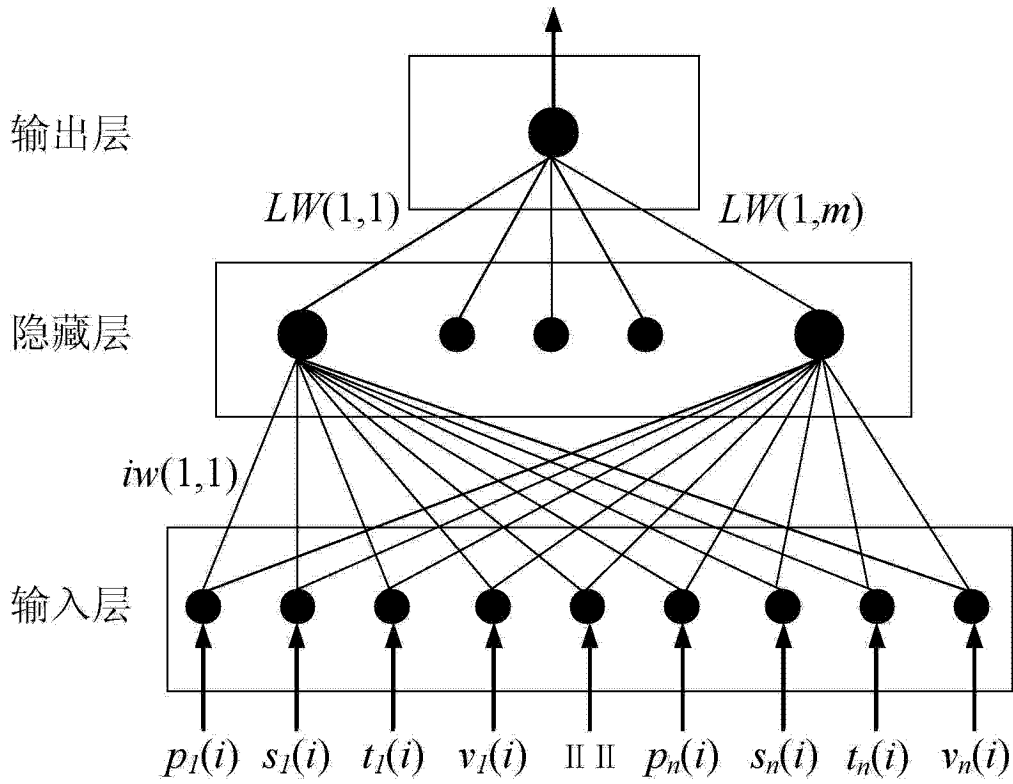 输出层
LW(1,1)
LW(1,m)
隐藏层
iw(1,1)
输入层
p₁(i) s₁(i) t₁(i) v₁(i) ⅡⅡ pₙ(i) sₙ(i) tₙ(i) vₙ(i)